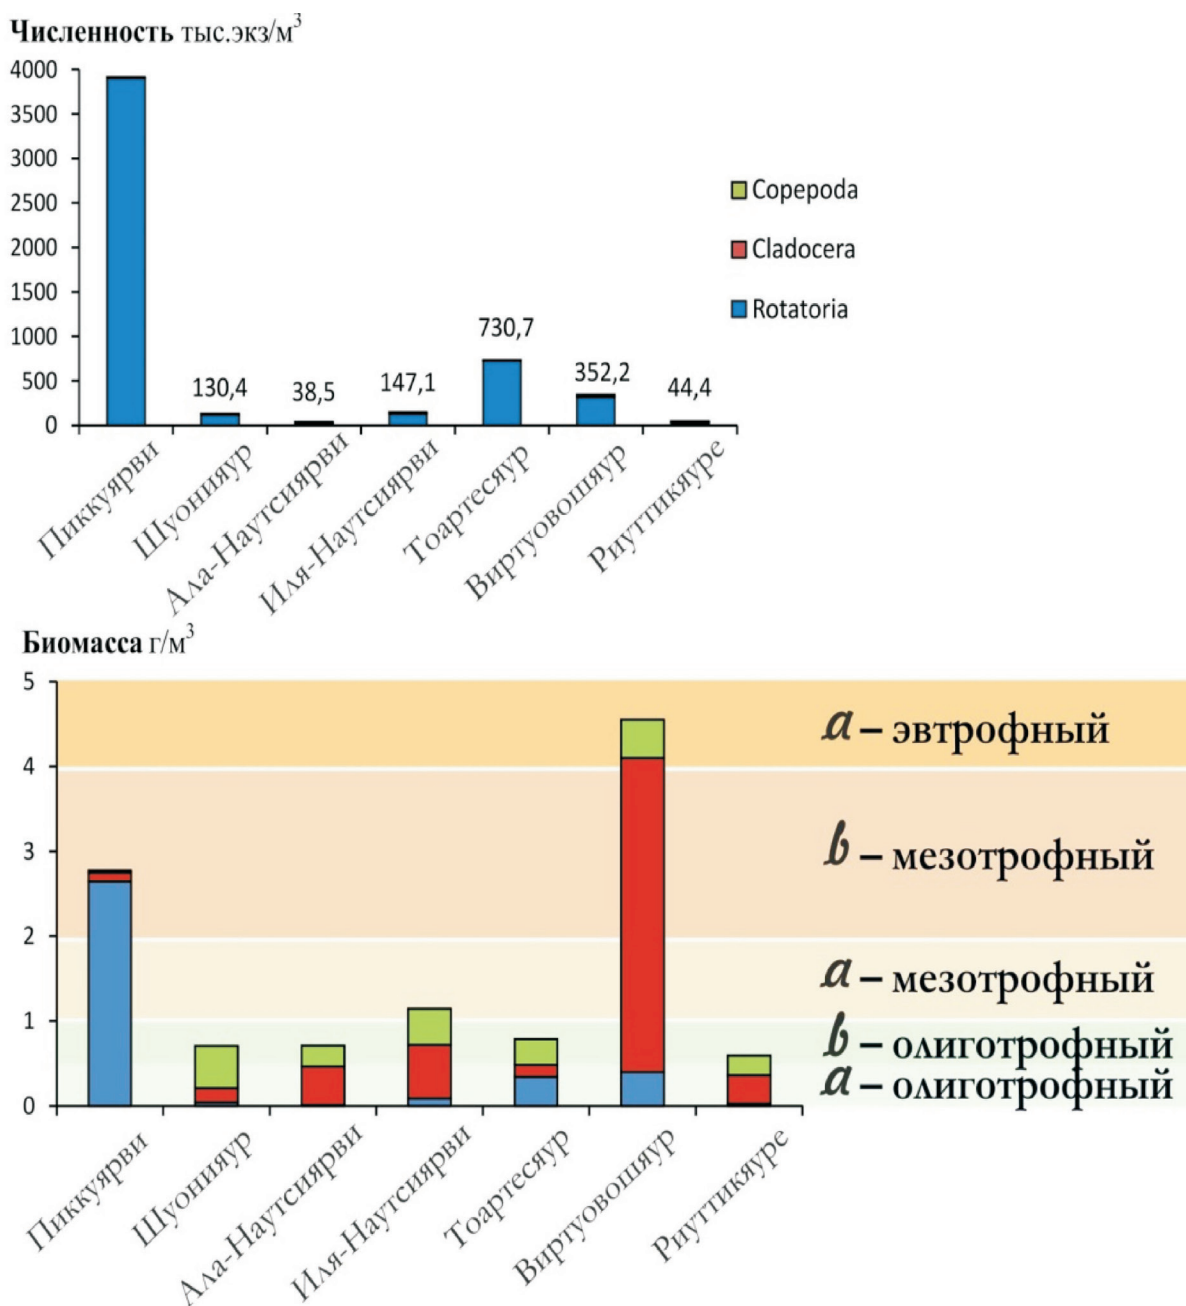 Численность тыс.экз/м³
4000
3500
3000
2500
2000
1500
1000
500
0
130,4
38,5
147,1
730,7
352,2
44,4
Copepoda
Cladocera
Rotatoria
Пиккуярви
Шуонияур
Ала-Наутсиярви
Иля-Наутсиярви
Тоартесяур
Виртуовошяур
Риуттикяуре
Биомасса г/м³
5
4
3
2
1
0
a – эвтрофный
b – мезотрофный
a – мезотрофный
b – олиготрофный
a – олиготрофный
Пиккуярви
Шуонияур
Ала-Наутсиярви
Иля-Наутсиярви
Тоартесяур
Виртуовошяур
Риуттикяуре